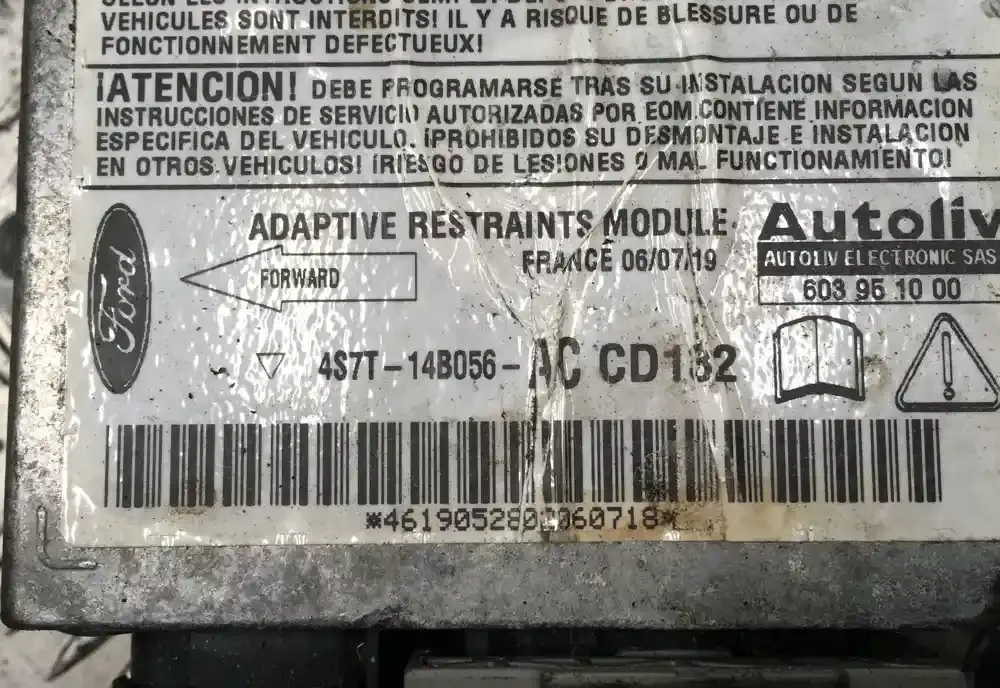 VEHICULES SONT INTERDITS! IL Y A RISQUE DE BLESSURE OU DE
FONCTIONNEMENT DEFECTUEUX!
¡ATENCION! DEBE PROGRAMARSE TRAS SU INSTALACION SEGUN LAS
INSTRUCCIONES DE SERVICIO AUTORIZADAS POR EOM.CONTIENE INFORMACION
ESPECIFICA DEL VEHICULO. ¡PROHIBIDOS SU DESMONTAJE E INSTALACION
EN OTROS VEHICULOS! ¡RIESGO DE LESIONES O MAL FUNCTIONAMIENTO!
Ford
ADAPTIVE RESTRAINTS MODULE
FRANCE 06/07/19
FORWARD
Autoliv
AUTOLIV ELECTRONIC SAS
603 95 10 00
4S7T-14B056-AC CD132